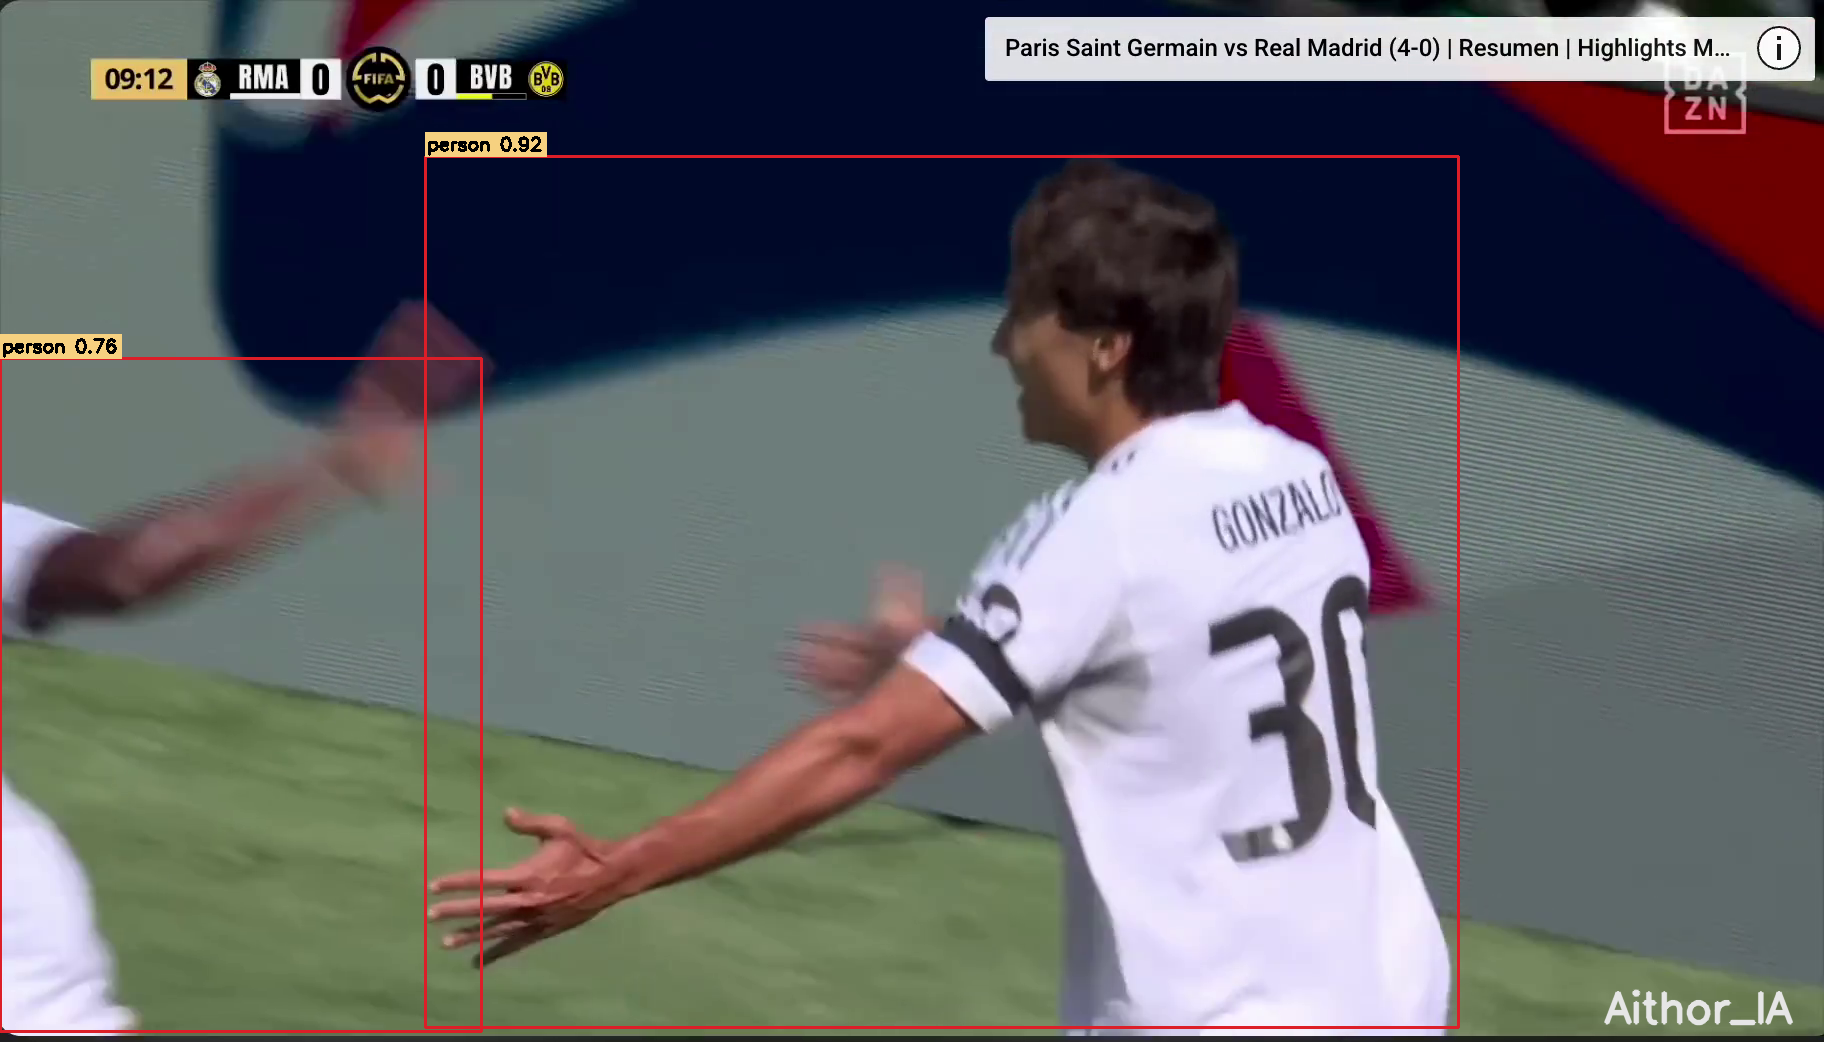 Paris Saint Germain vs Real Madrid (4-0) | Resumen | Highlights M...
09:12 RMA 0 FIFA 0 BVB BVB 09
DA
ZN
person 0.92
person 0.76
GONZALO
30
Aithor_IA